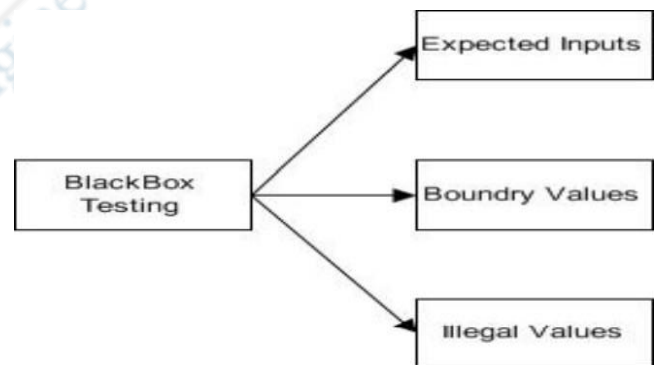 Expected Inputs
BlackBox
Testing
Boundry Values
Illegal Values